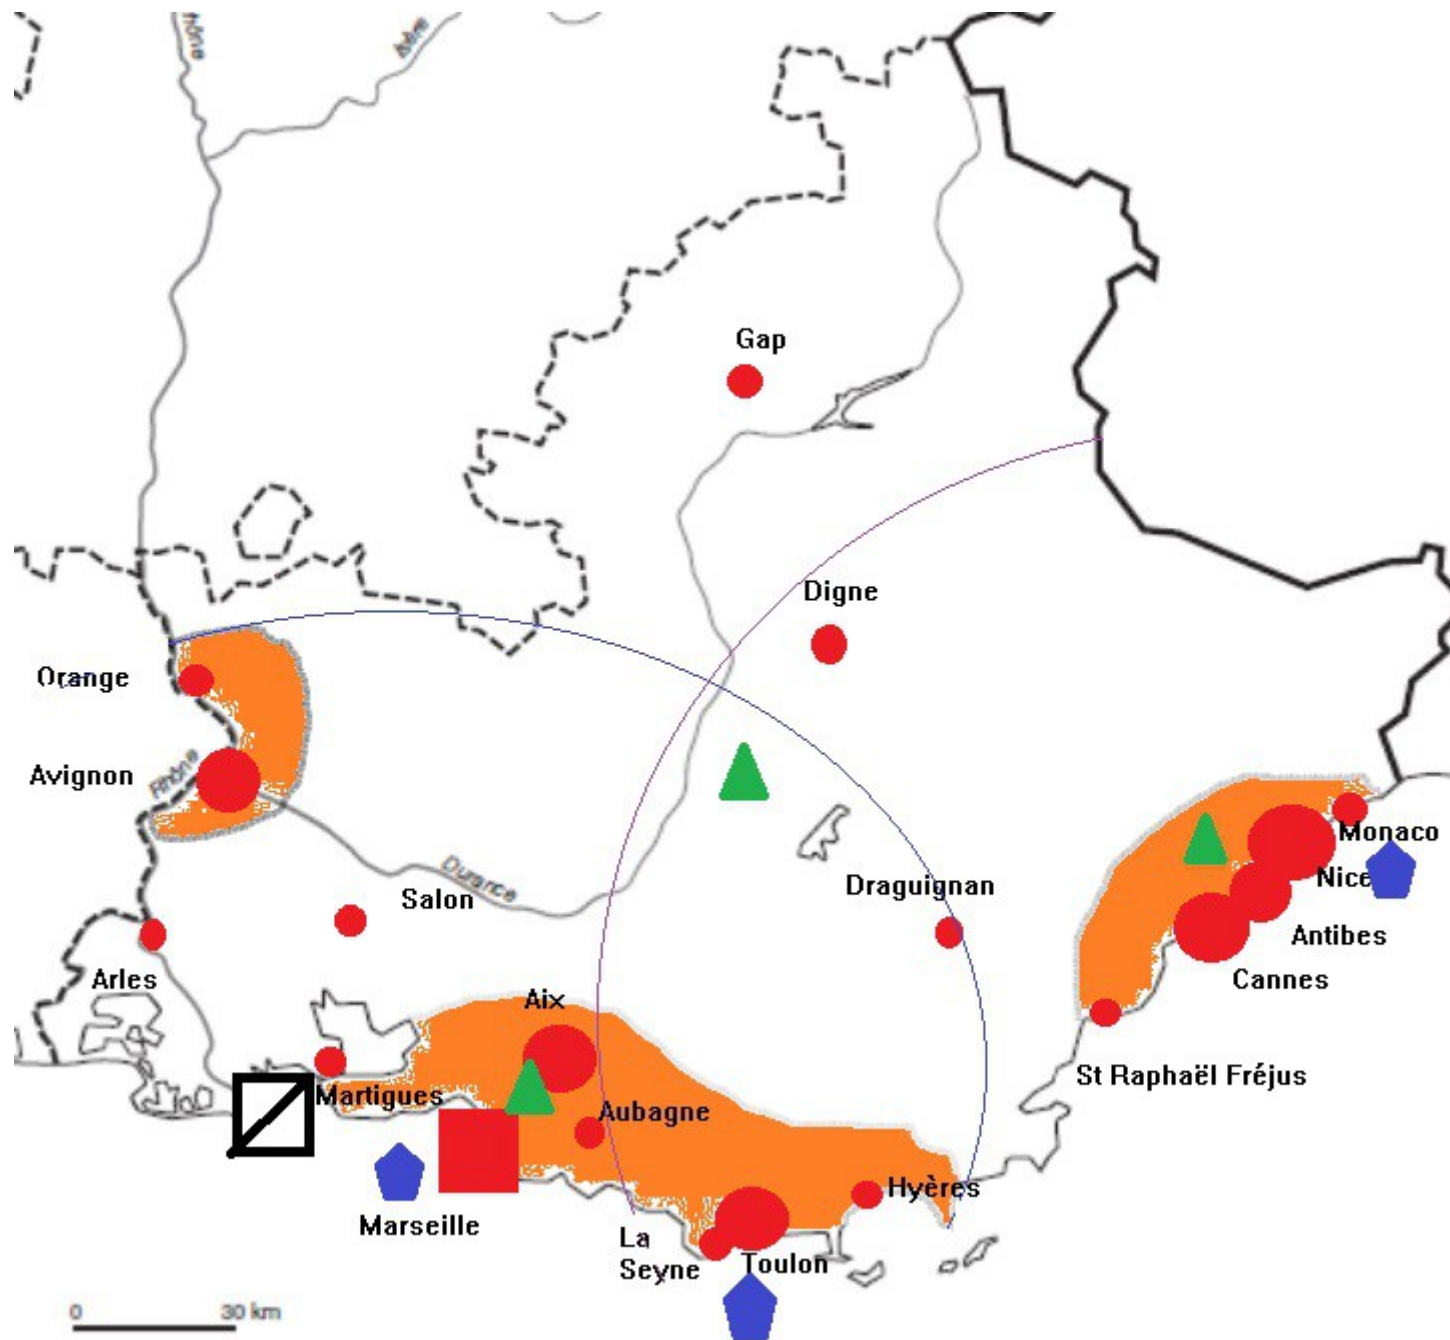 Rhône
Isère
Gap
Digne
Orange
Avignon
Rhône
Durance
Salon
Draguignan
Monaco
Nice
Antibes
Cannes
Arles
Aix
St Raphaël Fréjus
Martigues
Aubagne
Hyères
Marseille
La
Seyne
Toulon
0 30 km